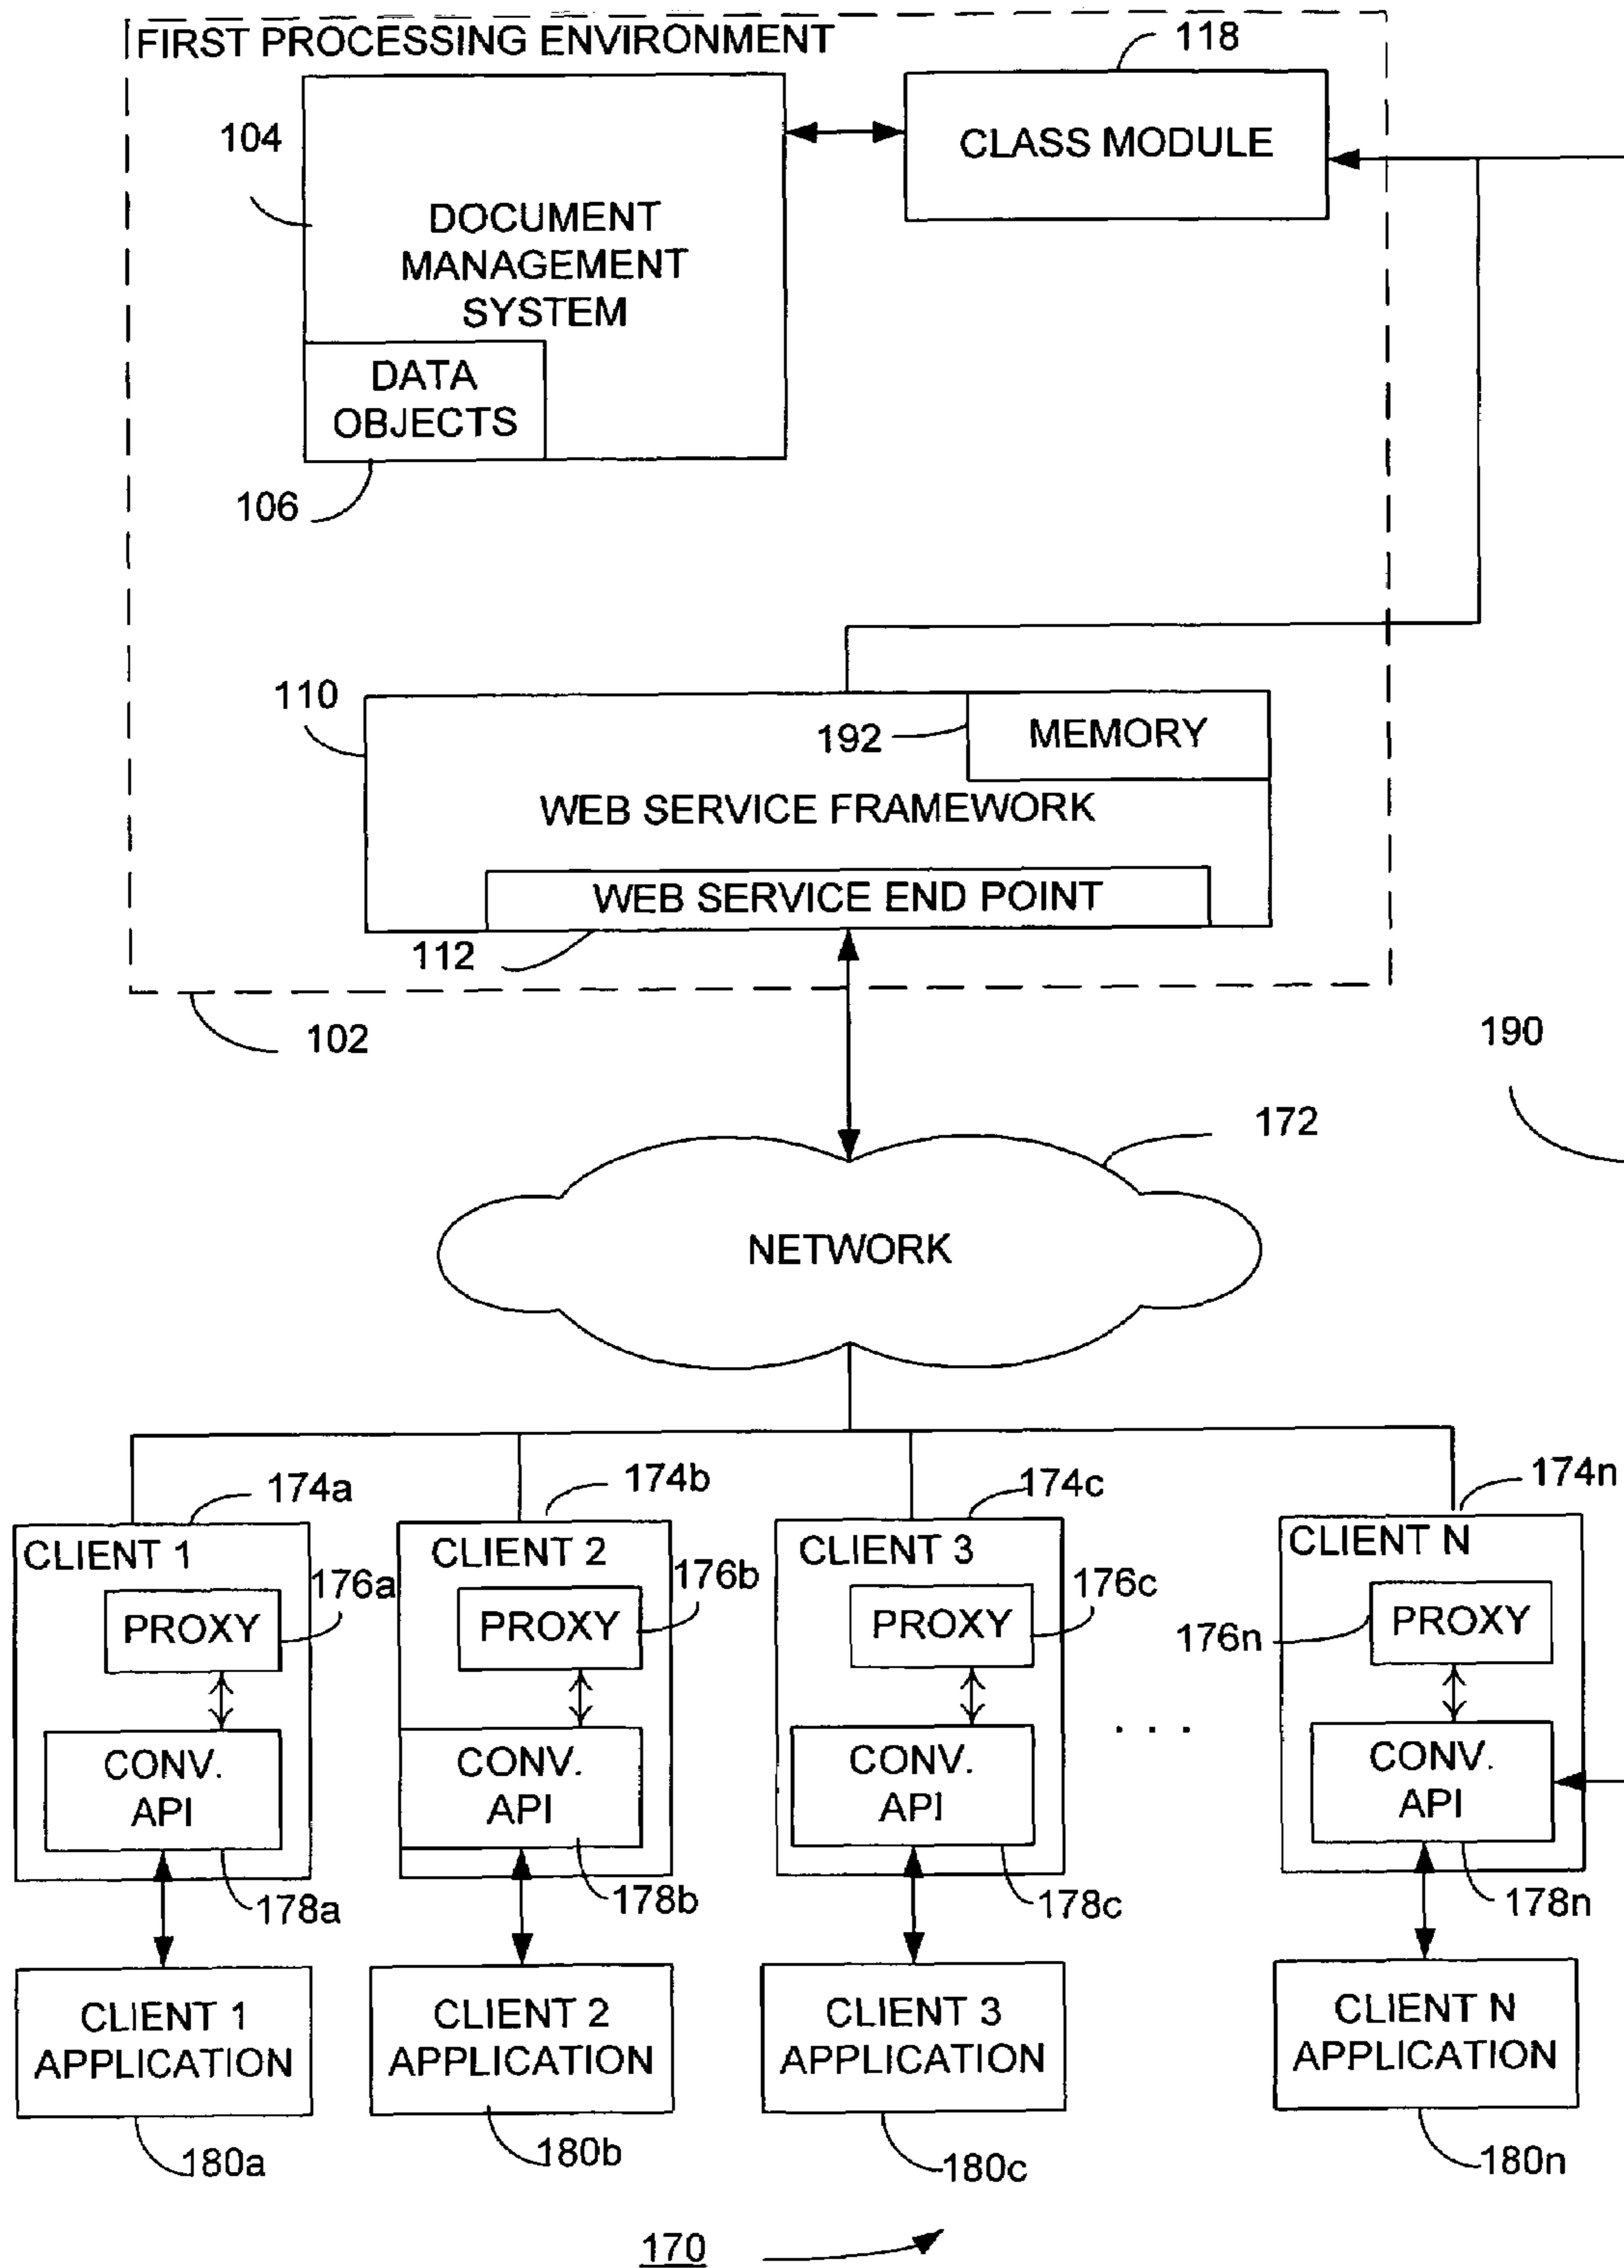 FIRST PROCESSING ENVIRONMENT
118
104
CLASS MODULE
DOCUMENT
MANAGEMENT
SYSTEM
DATA
OBJECTS
106
110
192
MEMORY
WEB SERVICE FRAMEWORK
WEB SERVICE END POINT
112
102
190
172
NETWORK
174a
174b
174c
174n
CLIENT 1
CLIENT 2
CLIENT 3
CLIENT N
176a
176b
176c
176n
PROXY
PROXY
PROXY
PROXY
. . .
CONV.
API
CONV.
API
CONV.
API
CONV.
API
178a
178b
178c
178n
CLIENT 1
APPLICATION
CLIENT 2
APPLICATION
CLIENT 3
APPLICATION
CLIENT N
APPLICATION
180a
180b
180c
180n
170